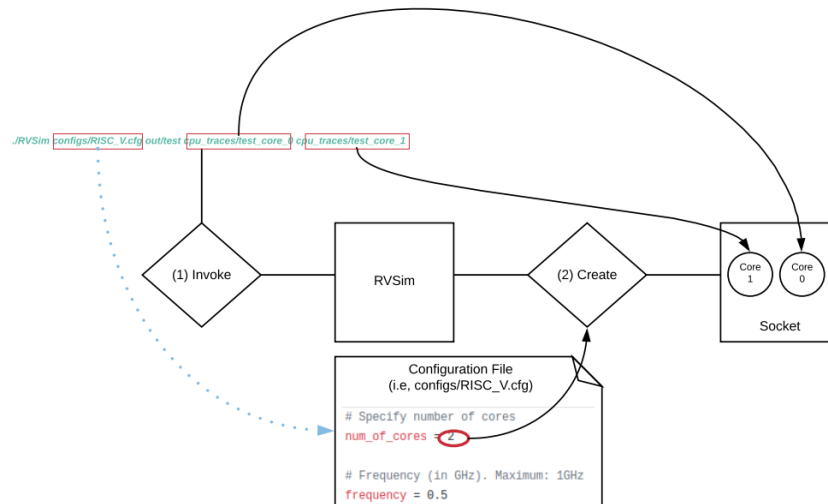 ./RVSim configs/RISC_V.cfg out/test cpu_traces/test_core_0 cpu_traces/test_core_1
(1) Invoke
RVSim
(2) Create
Core
1
Core
0
Socket
Configuration File
(i.e, configs/RISC_V.cfg)
# Specify number of cores
num_of_cores = 2
# Frequency (in GHz). Maximum: 1GHz
frequency = 0.5